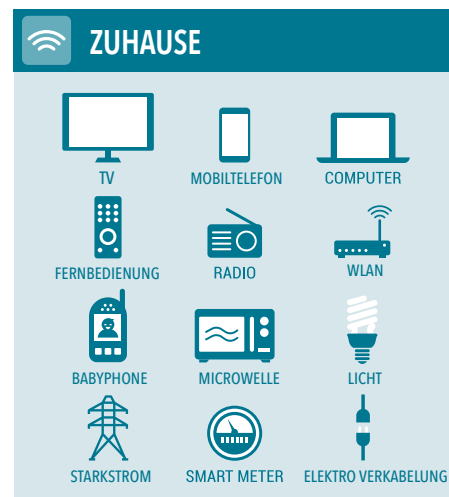 ZUHAUSE
TV
MOBILTELEFON
COMPUTER
FERNBEDIENUNG
RADIO
WLAN
BABYPHONE
MICROWELLE
LICHT
STARKSTROM
SMART METER
ELEKTRO VERKABELUNG